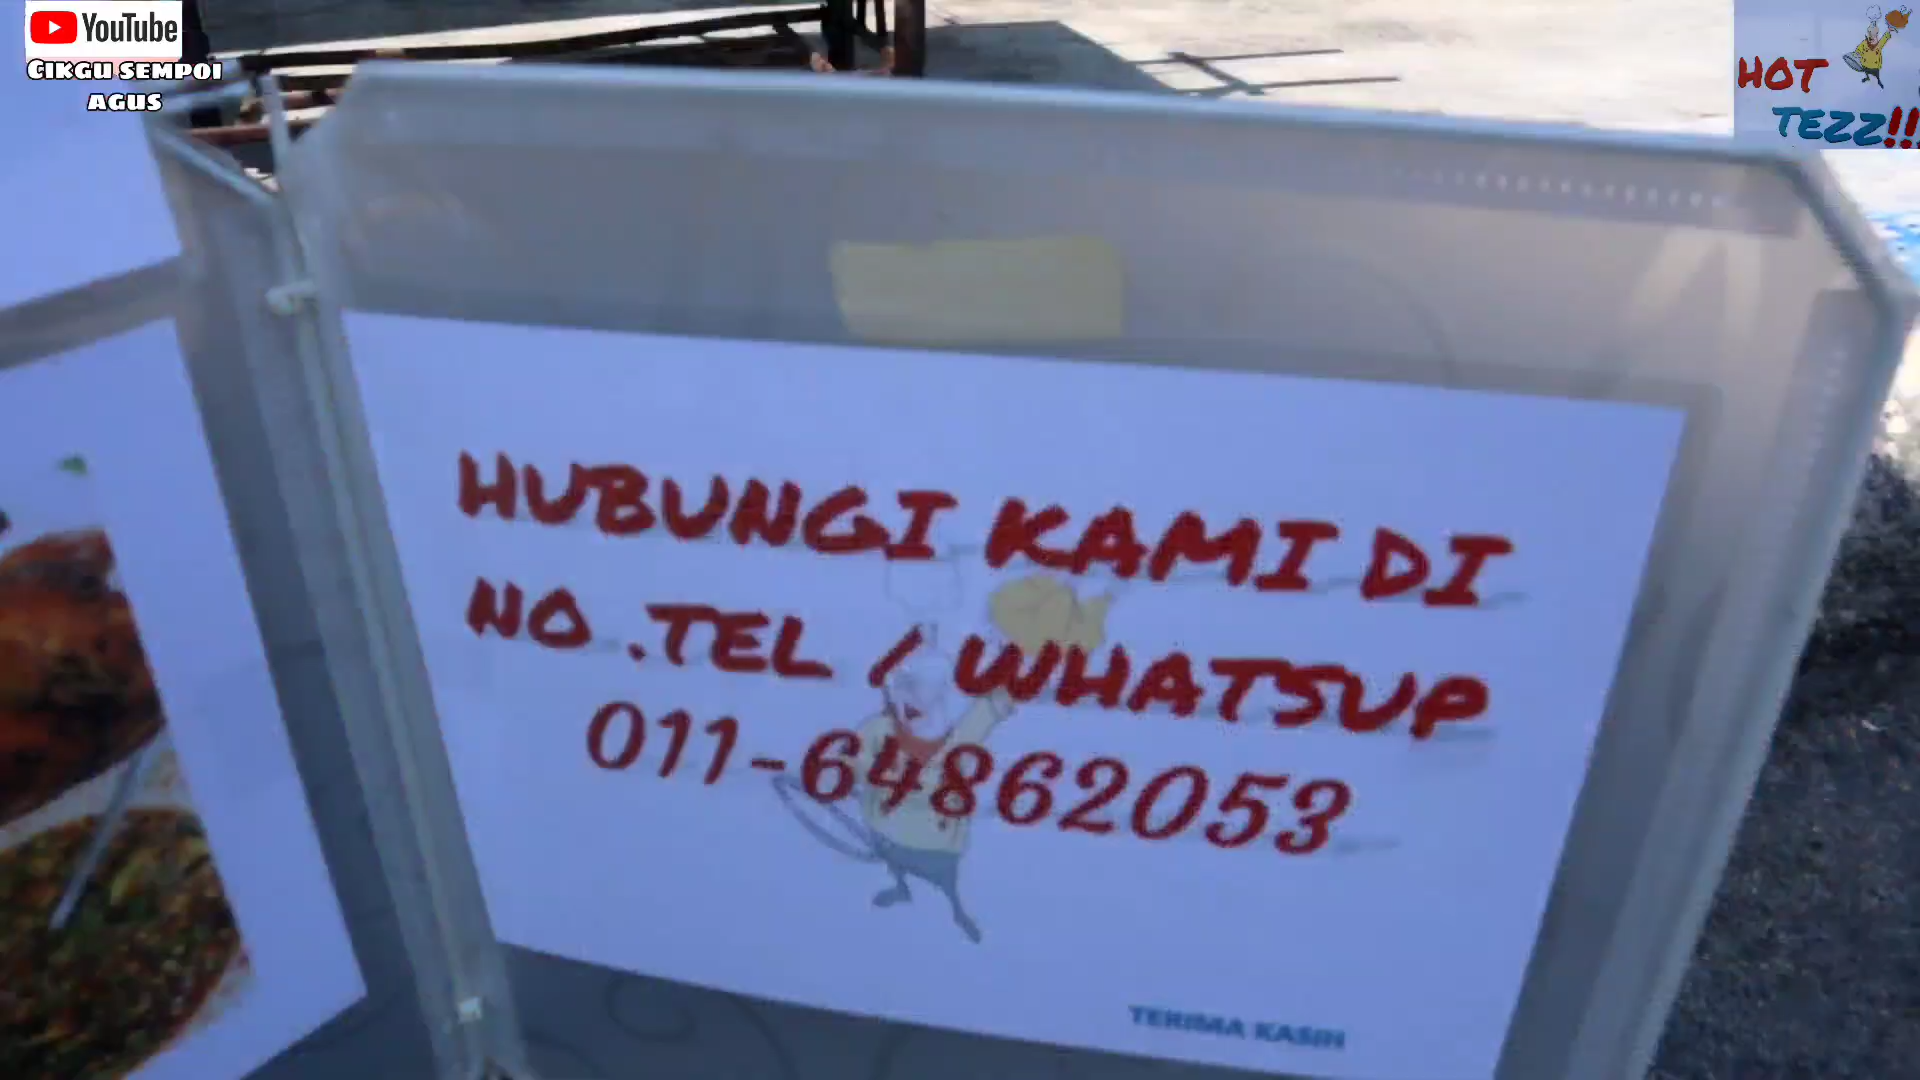 YouTube
CIKGU SEMPOI
AGUS
HOT
TEZZ!!
HUBUNGI KAMI DI
NO .TEL / WHATSUP
011-64862053
TERIMA KASIH